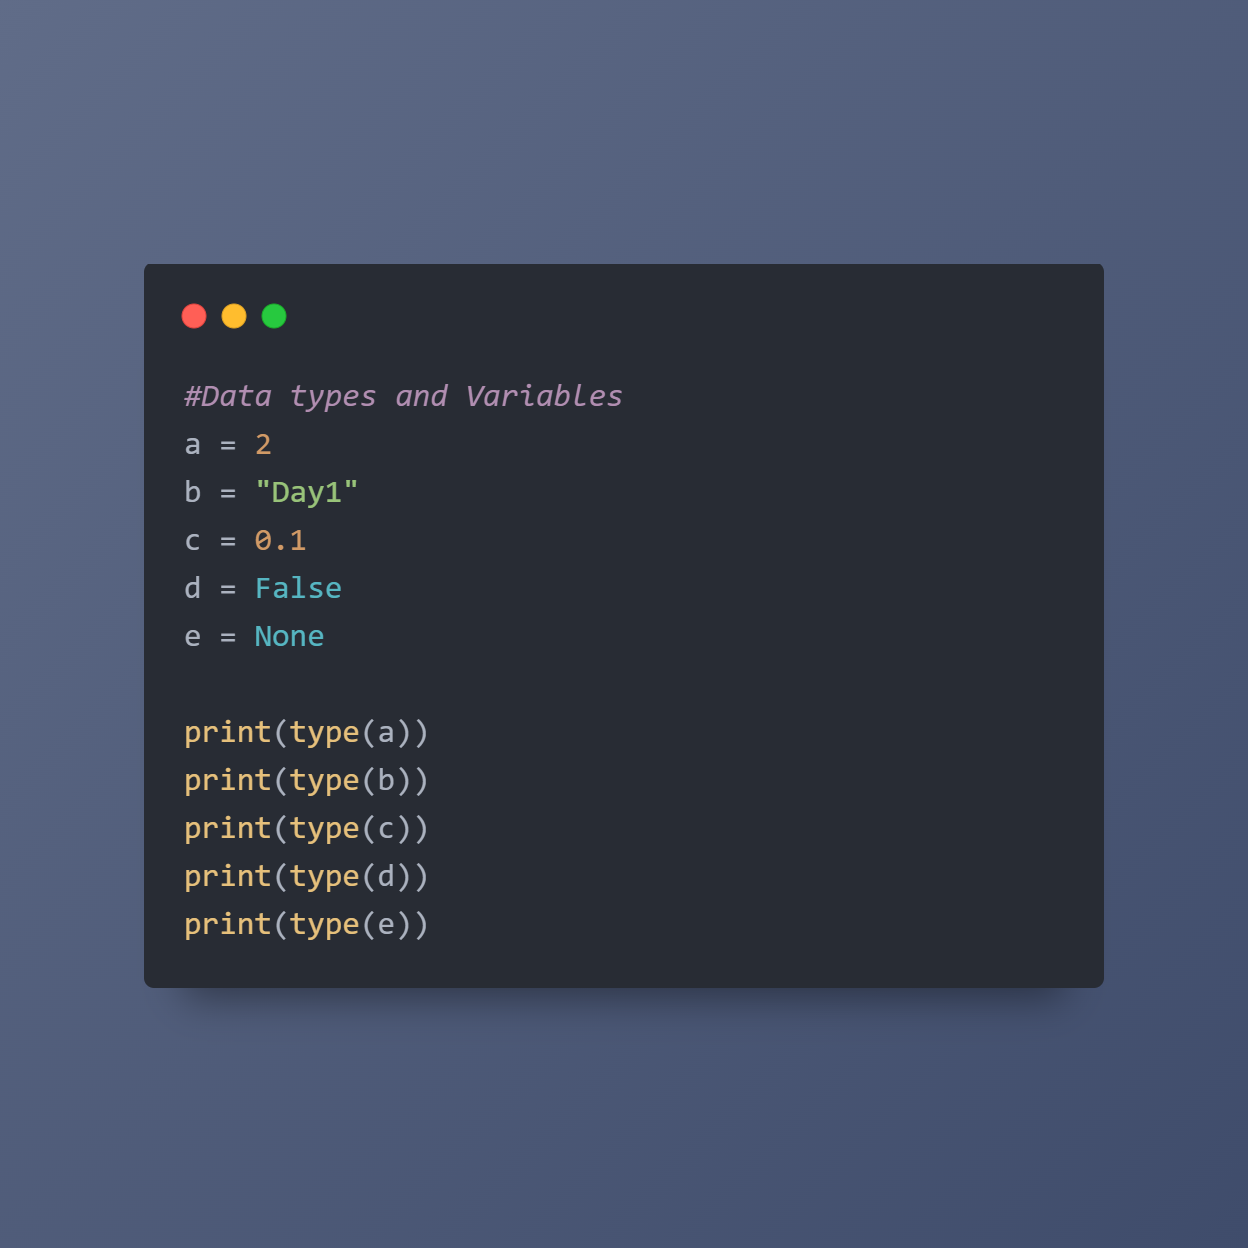 #Data types and Variables
a = 2
b = "Day1"
c = 0.1
d = False
e = None
print(type(a))
print(type(b))
print(type(c))
print(type(d))
print(type(e))